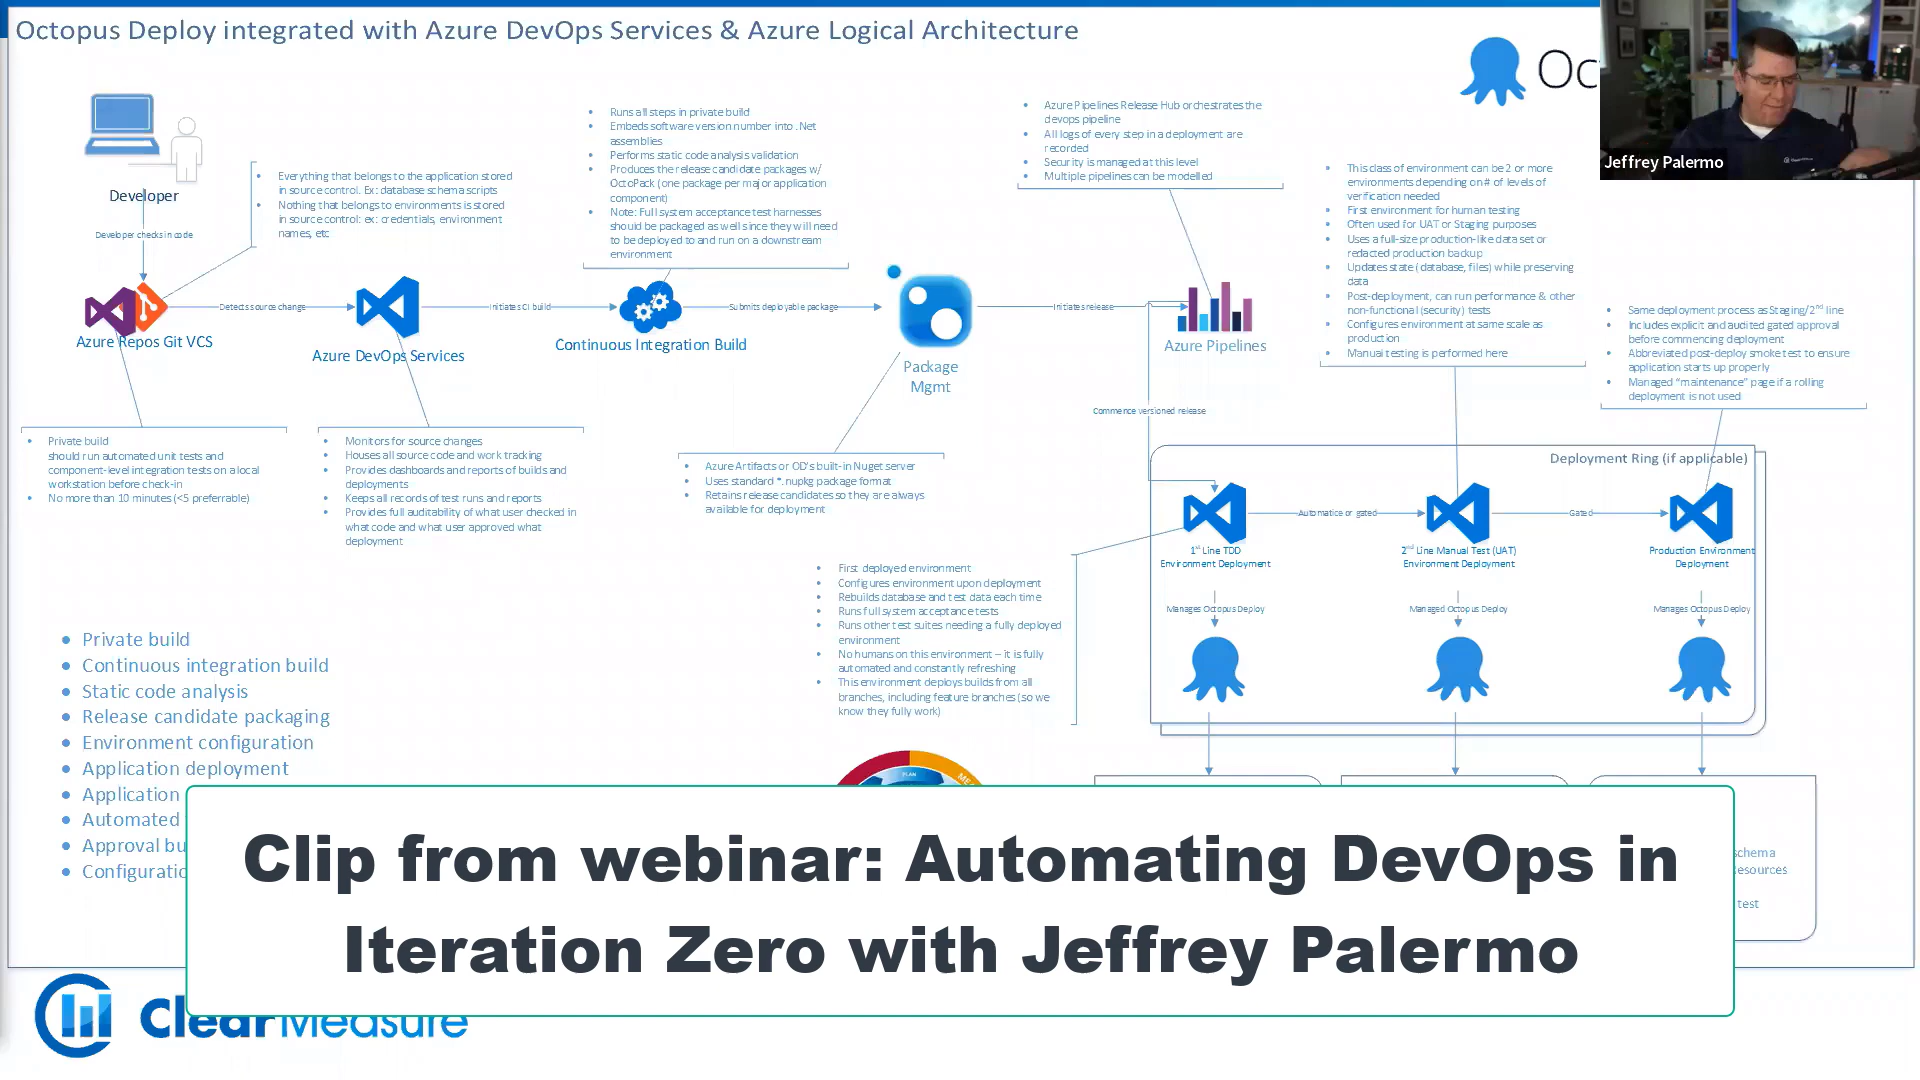 Octopus Deploy integrated with Azure DevOps Services & Azure Logical Architecture
Jeffrey Palermo
Developer
Developer checks in code
• Everything that belongs to the application stored
in source control. Ex: database schema scripts
• Nothing that belongs to environments is stored
in source control: ex: credentials, environment
names, etc
• Runs all steps in private build
• Embeds software version number into .Net
assemblies
• Performs static code analysis validation
• Produces the release candidate packages w/
OctoPack (one package per major application
component)
• Note: Full system acceptance test harnesses
should be packaged as well since they will need
to be deployed to and run on a downstream
environment
• Azure Pipelines Release Hub orchestrates the
devops pipeline
• All logs of every step in a deployment are
recorded
• Security is managed at this level
• Multiple pipelines can be modelled
• This class of environment can be 2 or more
environments depending on # of levels of
verification needed
• First environment for human testing
• Often used for UAT or Staging purposes
• Uses a full-size production-like data set or
redacted production backup
• Updates state (database, files) while preserving
data
• Post-deployment, can run performance & other
non-functional (security) tests
• Configures environment at same scale as
production
• Manual testing is performed here
• Same deployment process as Staging/2nd line
• Includes explicit and audited gated approval
before commencing deployment
• Abbreviated post-deploy smoke test to ensure
application starts up properly
• Managed "maintenance" page if a rolling
deployment is not used
Detects source change
Initiates CI build
Submits deployable package
Initiates release
Azure Repos Git VCS
Azure DevOps Services
Continuous Integration Build
Package
Mgmt
Azure Pipelines
Commence versioned release
• Private build
should run automated unit tests and
component-level integration tests on a local
workstation before check-in
• No more than 10 minutes (<5 preferrable)
• Monitors for source changes
• Houses all source code and work tracking
• Provides dashboards and reports of builds and
deployments
• Keeps all records of test runs and reports
• Provides full auditability of what user checked in
what code and what user approved what
deployment
• Azure Artifacts or OD's built-in Nuget server
• Uses standard *.nupkg package format
• Retains release candidates so they are always
available for deployment
Deployment Ring (if applicable)
Automatice or gated
Gated
1st Line TDD
Environment Deployment
2nd Line Manual Test (UAT)
Environment Deployment
Production Environment
Deployment
Manages Octopus Deploy
Managed Octopus Deploy
Manages Octopus Deploy
• First deployed environment
• Configures environment upon deployment
• Rebuilds database and test data each time
• Runs full system acceptance tests
• Runs other test suites needing a fully deployed
environment
• No humans on this environment – it is fully
automated and constantly refreshing
• This environment deploys builds from all
branches, including feature branches (so we
know they fully work)
• Private build
• Continuous integration build
• Static code analysis
• Release candidate packaging
• Environment configuration
• Application deployment
• Application
• Automated
• Approval bu
• Configuratio
PLAN
schema
test
Clip from webinar: Automating DevOps in
Iteration Zero with Jeffrey Palermo
ClearMeasure